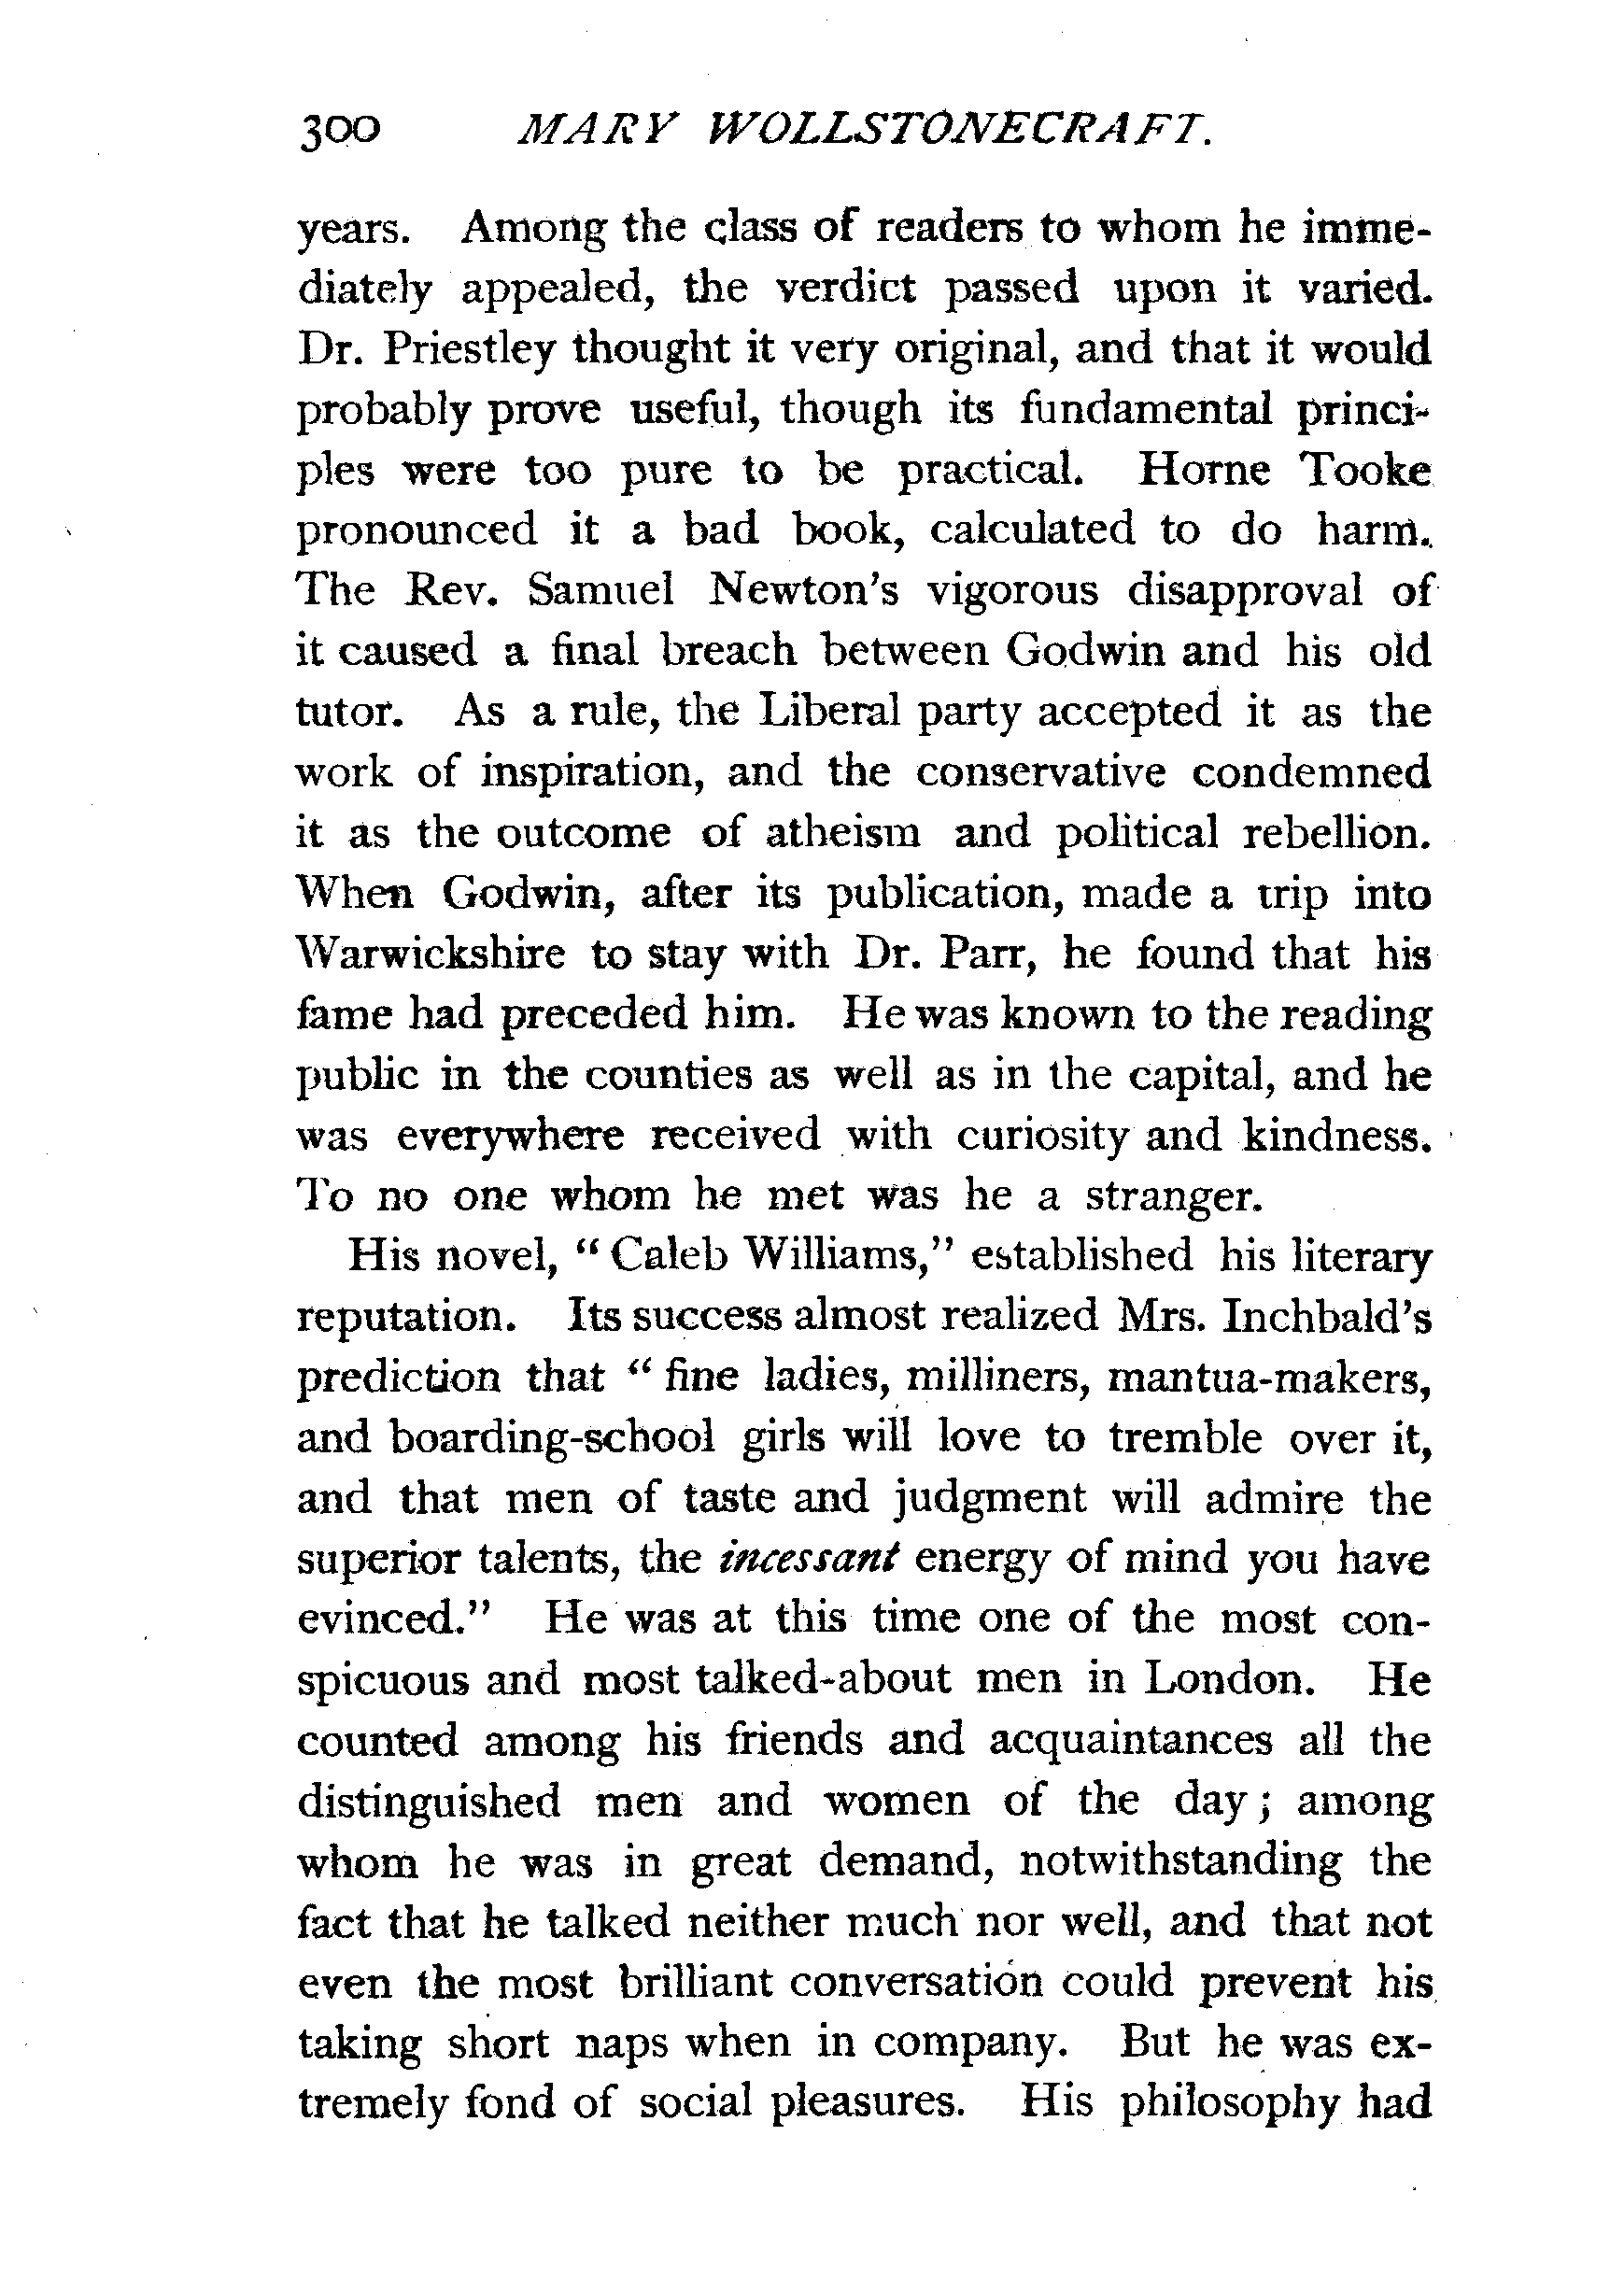 300 MARY WOLLSTONECRAFT.
years. Among the class of readers to whom he imme-
diately appealed, the verdict passed upon it varied.
Dr. Priestley thought it very original, and that it would
probably prove useful, though its fundamental princi-
ples were too pure to be practical. Horne Tooke
pronounced it a bad book, calculated to do harm.
The Rev. Samuel Newton's vigorous disapproval of
it caused a final breach between Godwin and his old
tutor. As a rule, the Liberal party accepted it as the
work of inspiration, and the conservative condemned
it as the outcome of atheism and political rebellion.
When Godwin, after its publication, made a trip into
Warwickshire to stay with Dr. Parr, he found that his
fame had preceded him. He was known to the reading
public in the counties as well as in the capital, and he
was everywhere received with curiosity and kindness.
To no one whom he met was he a stranger.
His novel, "Caleb Williams," established his literary
reputation. Its success almost realized Mrs. Inchbald's
prediction that "fine ladies, milliners, mantua-makers,
and boarding-school girls will love to tremble over it,
and that men of taste and judgment will admire the
superior talents, the incessant energy of mind you have
evinced." He was at this time one of the most con-
spicuous and most talked-about men in London. He
counted among his friends and acquaintances all the
distinguished men and women of the day; among
whom he was in great demand, notwithstanding the
fact that he talked neither much nor well, and that not
even the most brilliant conversation could prevent his
taking short naps when in company. But he was ex-
tremely fond of social pleasures. His philosophy had